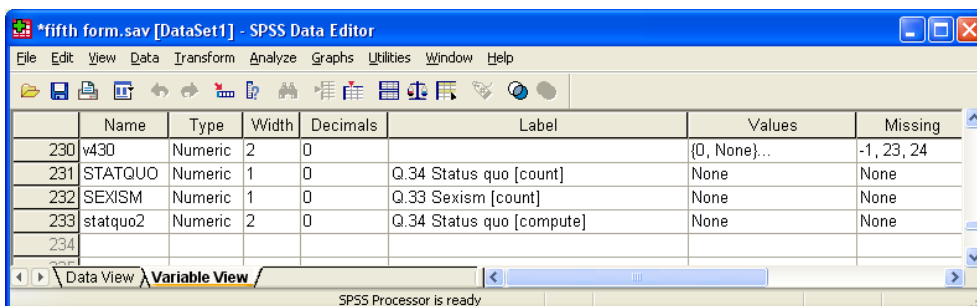 *fifth form.sav [DataSet1] - SPSS Data Editor
File Edit View Data Transform Analyze Graphs Utilities Window Help
Name Type Width Decimals Label Values Missing
230 v430 Numeric 2 0 {0, None}... -1, 23, 24
231 STATQUO Numeric 1 0 Q.34 Status quo [count] None None
232 SEXISM Numeric 1 0 Q.33 Sexism [count] None None
233 statquo2 Numeric 2 0 Q.34 Status quo [compute] None None
234
Data View Variable View
SPSS Processor is ready